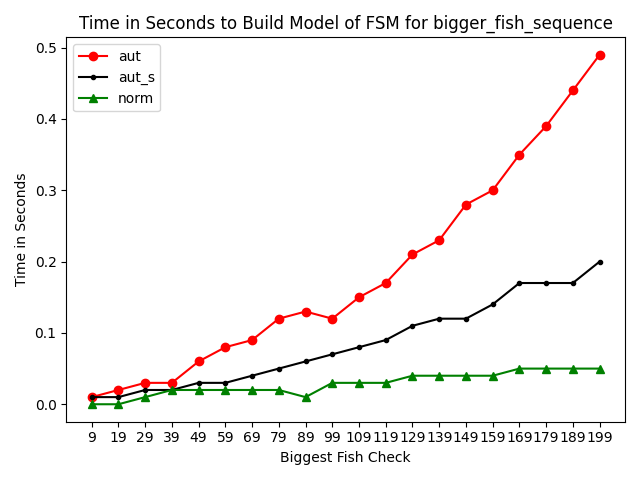 Time in Seconds to Build Model of FSM for bigger_fish_sequence
aut
aut_s
norm
0.5
0.4
0.3
0.2
0.1
0.0
Time in Seconds
9 19 29 39 49 59 69 79 89 99 109 119 129 139 149 159 169 179 189 199
Biggest Fish Check